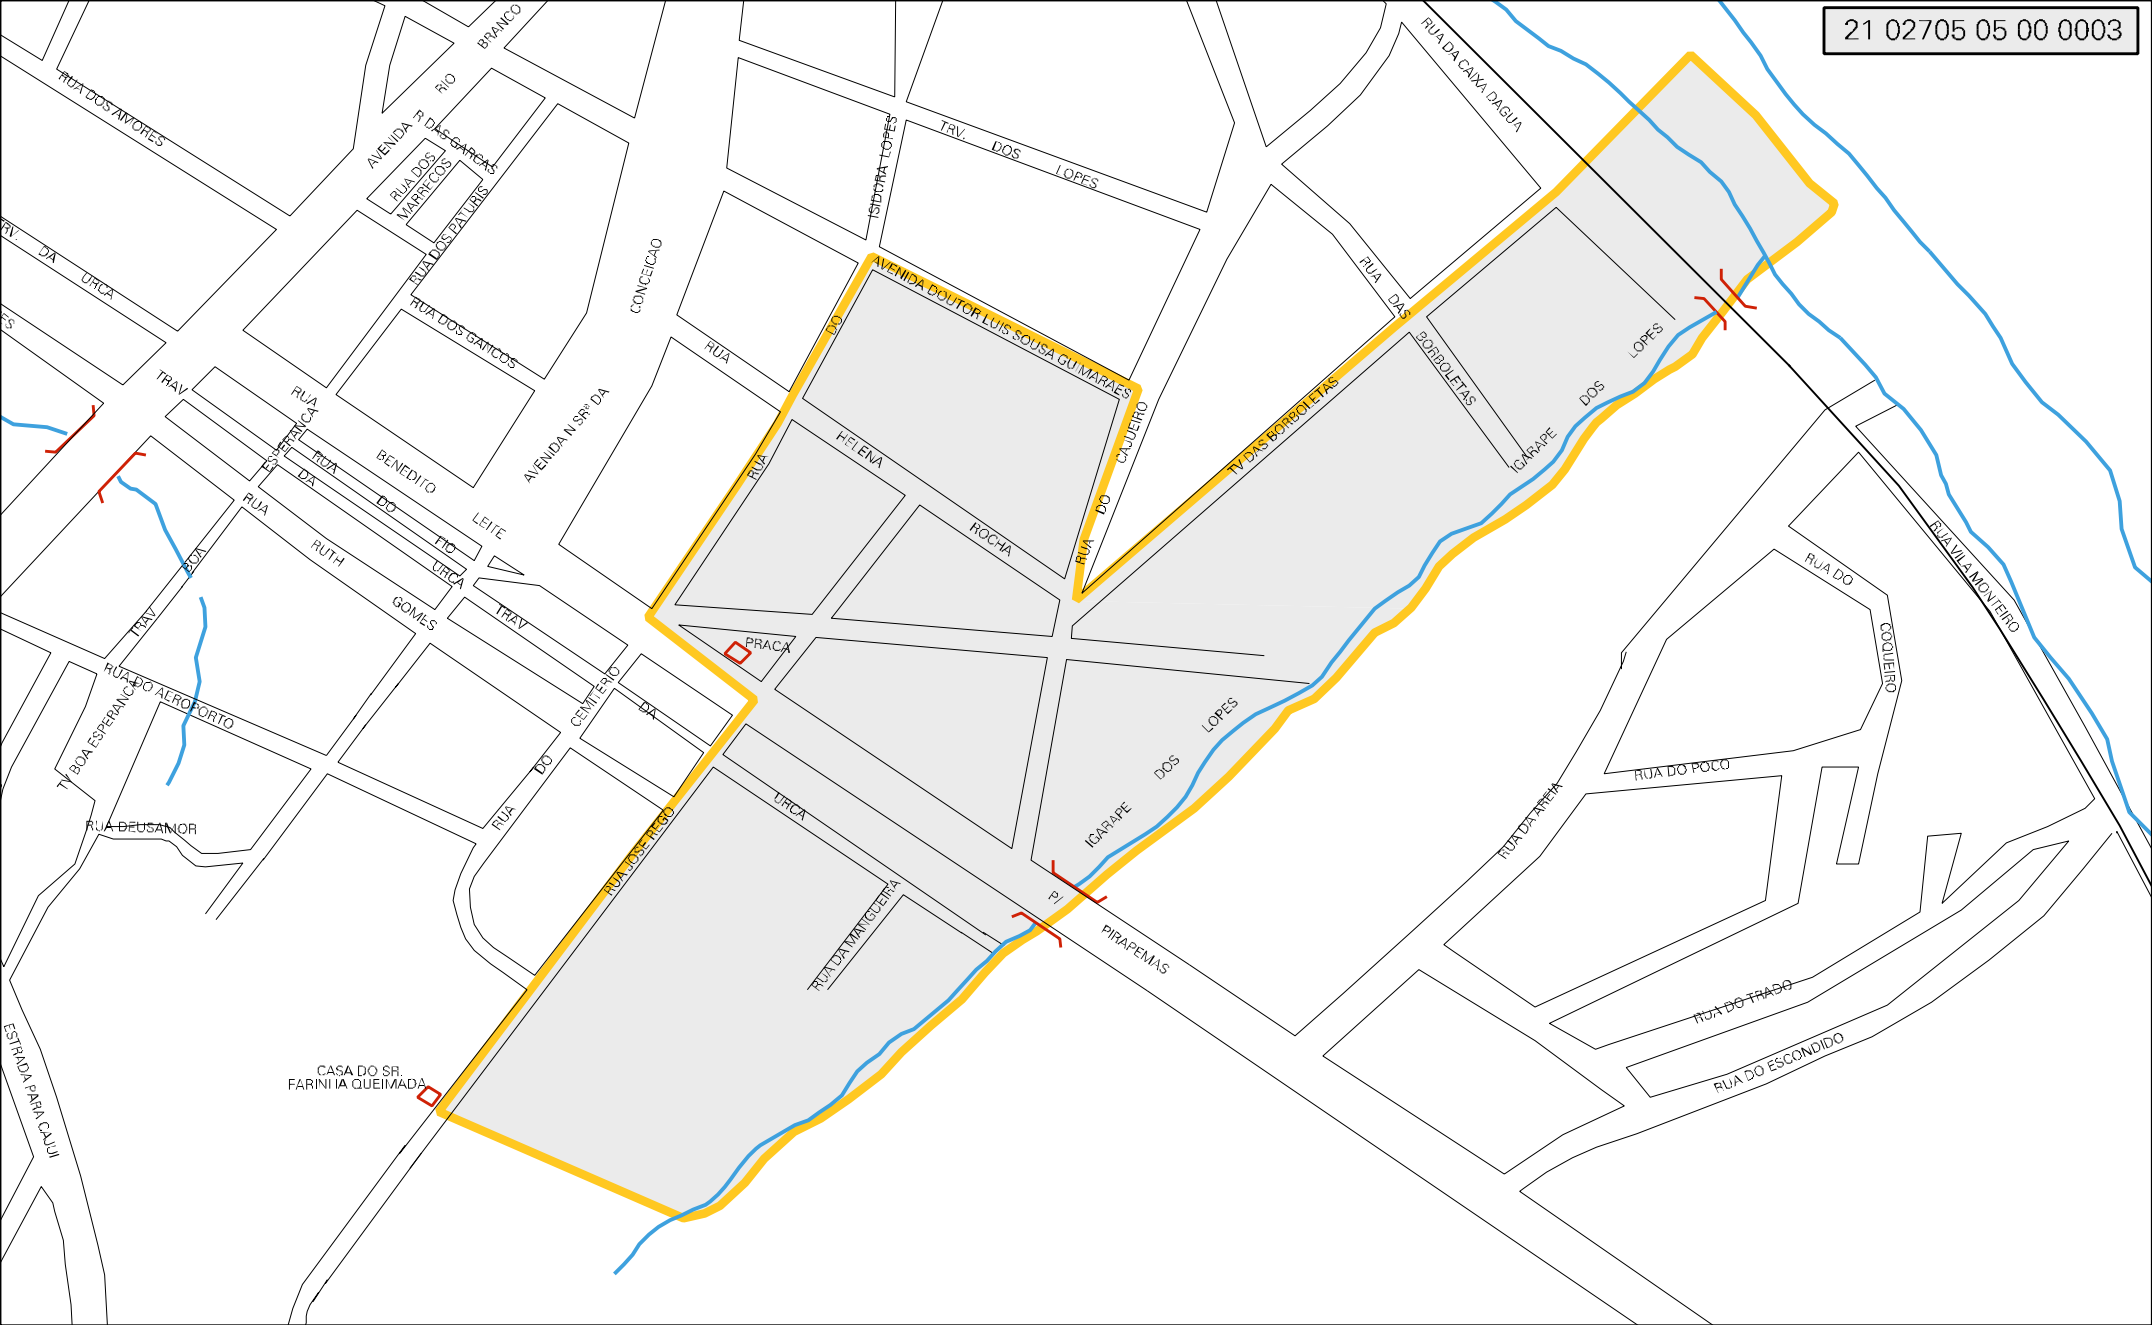 21 02705 05 00 0003
RUA DOS AMORES
BRANCO
RIO
AVENIDA
R DAS GARCAS
RUA DOS
MARRECOS
RUA DOS PATURIS
RUA DOS GANCOS
TRV.
DA
URCA
ES
CONCEICAO
AVENIDA N SRª DA
ISIDORA LOPES
DO
RUA
TRV.
DOS
LOPES
RUA DA CAIXA DAGUA
AVENIDA DOUTOR LUIS SOUSA GUIMARAES
RUA
HELENA
ROCHA
RUA
DAS
BORBOLETAS
TV DAS BORBOLETAS
CAJUEIRO
DO
RUA
IGARAPE
DOS
LOPES
TRAV
DA
URCA
TRAV
DA
URCA
RUA
BENEDITO
LEITE
ESPERANCA
BOA
TRAV
RUA
DO
FIO
RUA
RUTH
GOMES
CEMITERIO
DO
RUA
PRACA
RUA DO AEROPORTO
TV BOA ESPERANCA
RUA DEUSAMOR
RUA JOSE REGO
RUA DA MANGUEIRA
IGARAPE
DOS
LOPES
P/
PIRAPEMAS
CASA DO SR.
FARINHA QUEIMADA
ESTRADA PARA CAJUI
RUA VILA MONTEIRO
RUA DO
COQUEIRO
RUA DO POCO
RUA DA AREIA
RUA DO TRADO
RUA DO ESCONDIDO